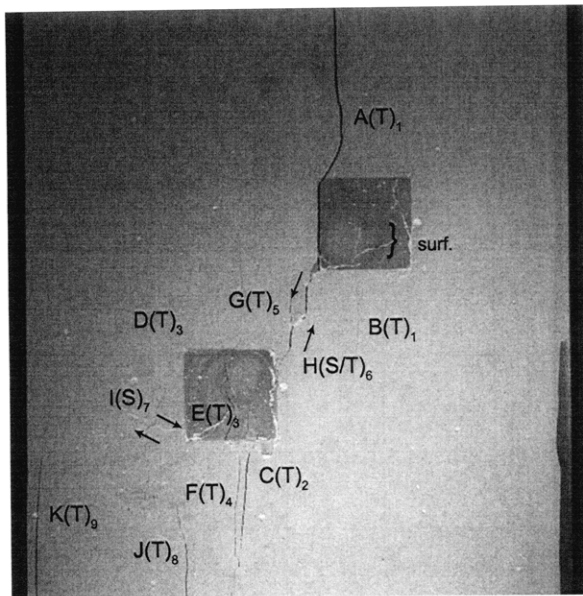 A(T)₁
} surf.
G(T)₅
D(T)₃
B(T)₁
H(S/T)₆
I(S)₇
E(T)₃
C(T)₂
F(T)₄
K(T)₉
J(T)₈